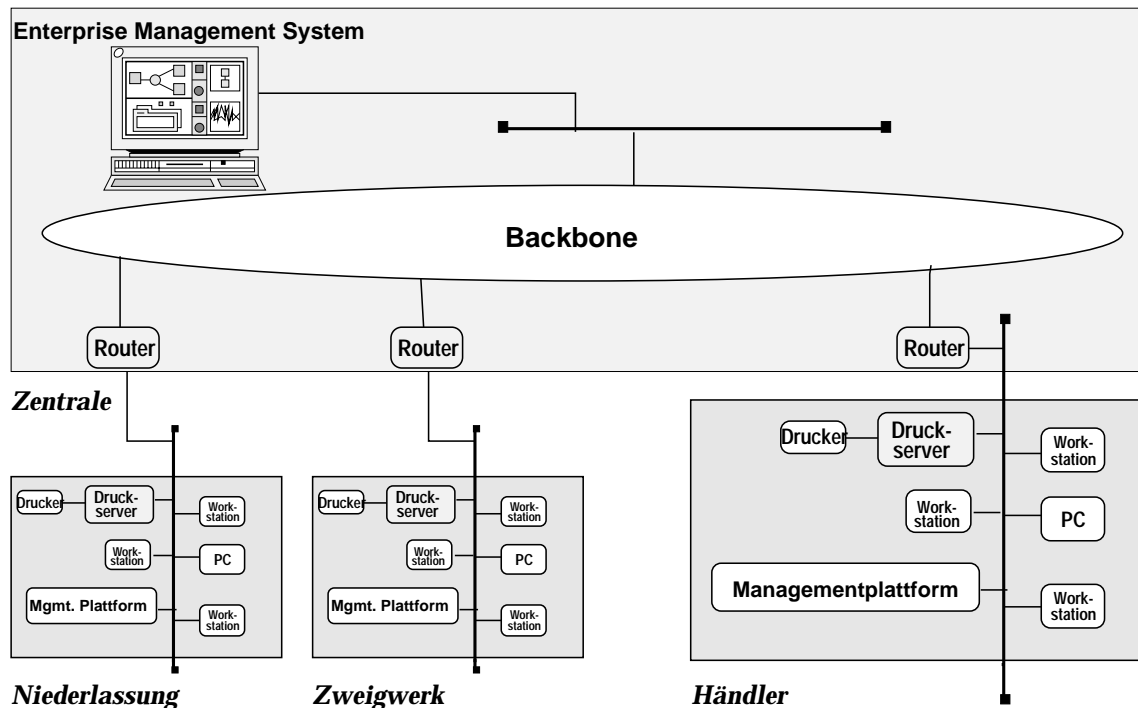 Enterprise Management System
Backbone
Router
Router
Router
Zentrale
Drucker
Druck-
server
Work-
station
Work-
station
PC
Mgmt. Plattform
Work-
station
Niederlassung
Drucker
Druck-
server
Work-
station
Work-
station
PC
Mgmt. Plattform
Work-
station
Zweigwerk
Drucker
Druck-
server
Work-
station
Work-
station
PC
Managementplattform
Work-
station
Händler